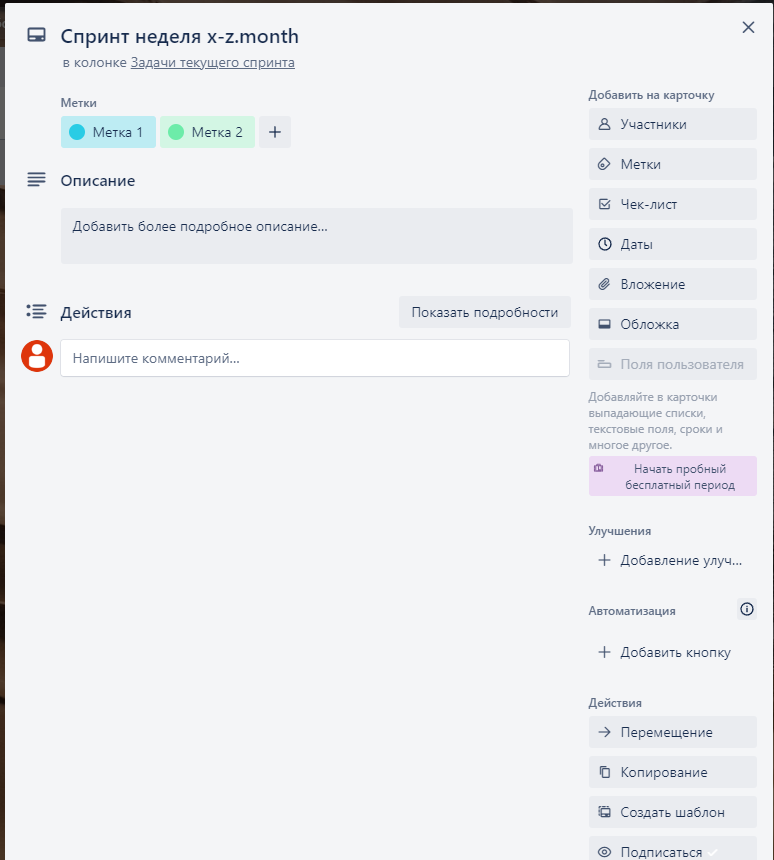 Спринт неделя x-z.month
в колонке Задачи текущего спринта
Метки
Метка 1
Метка 2
Описание
Добавить более подробное описание…
Действия
Показать подробности
Напишите комментарий…
Добавить на карточку
Участники
Метки
Чек-лист
Даты
Вложение
Обложка
Поля пользователя
Добавляйте в карточки
выпадающие списки,
текстовые поля, сроки и
многое другое.
Начать пробный
бесплатный период
Улучшения
Добавление улуч…
Автоматизация
Добавить кнопку
Действия
Перемещение
Копирование
Создать шаблон
Подписаться